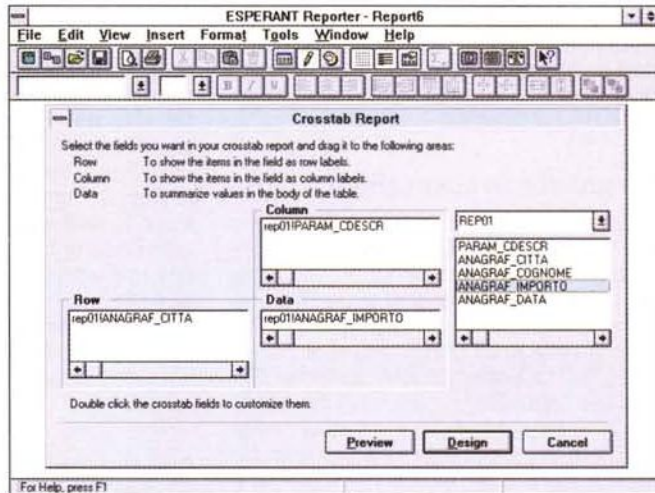 ESPERANT Reporter - Report6
File Edit View Insert Format Tools Window Help
B I U
Crosstab Report
Select the fields you want in your crosstab report and drag it to the following areas:
Row To show the items in the field as row labels.
Column To show the items in the field as column labels.
Data To summarize values in the body of the table.
Column
rep01!PARAM_CDESCR
REP01
PARAM_CDESCR
ANAGRAF_CITTA
ANAGRAF_COGNOME
ANAGRAF_IMPORTO
ANAGRAF_DATA
Row
rep01!ANAGRAF_CITTA
Data
rep01!ANAGRAF_IMPORTO
Double click the crosstab fields to customize them.
Preview Design Cancel
For Help, press F1